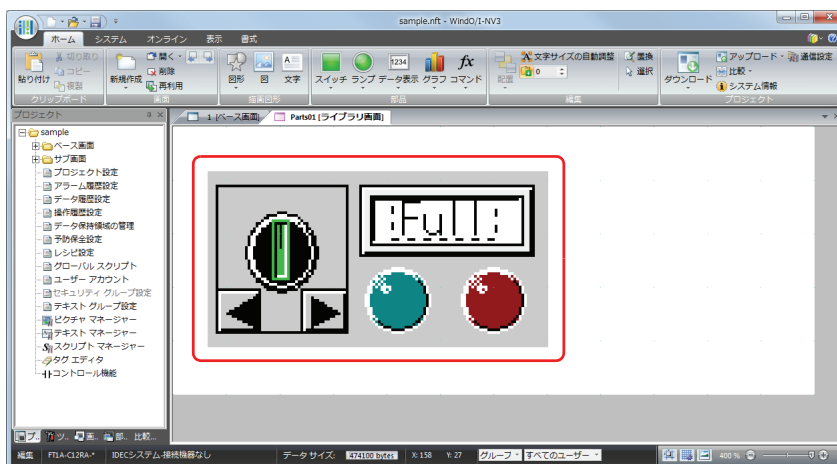 sample.nft - WindO/I-NV3
ホーム システム オンライン 表示 書式
切り取り
コピー
複製
貼り付け
クリップボード
新規作成
開く
削除
再利用
画面
図形 図 文字
描画図形
スイッチ ランプ データ表示 グラフ コマンド
1234
fx
部品
配置
文字サイズの自動調整
0
置換
選択
編集
ダウンロード
アップロード
比較
システム情報
通信設定
プロジェクト
プロジェクト
sample
ベース画面
サブ画面
プロジェクト設定
アラーム履歴設定
データ履歴設定
操作履歴設定
データ保持領域の管理
予防保全設定
レシピ設定
グローバル スクリプト
ユーザー アカウント
セキュリティ グループ設定
テキスト グループ設定
ピクチャ マネージャー
テキスト マネージャー
スクリプト マネージャー
タグ エディタ
コントロール機能
1 [ベース画面] Parts01 [ライブラリ画面]
Full
プ.. ツ.. 画.. 部.. 比較...
編集 FT1A-C12RA-* IDECシステム-接続機器なし データ サイズ: 474100 bytes X: 158 Y: 27 グループ すべてのユーザー 400 %